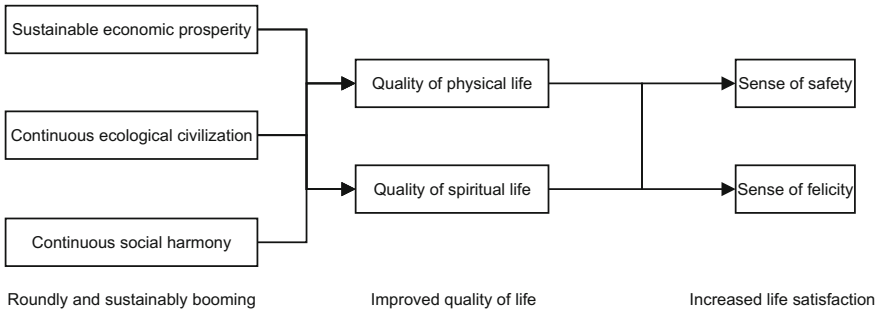 Sustainable economic prosperity
Quality of physical life
Sense of safety
Continuous ecological civilization
Quality of spiritual life
Sense of felicity
Continuous social harmony
Roundly and sustainably booming
Improved quality of life
Increased life satisfaction